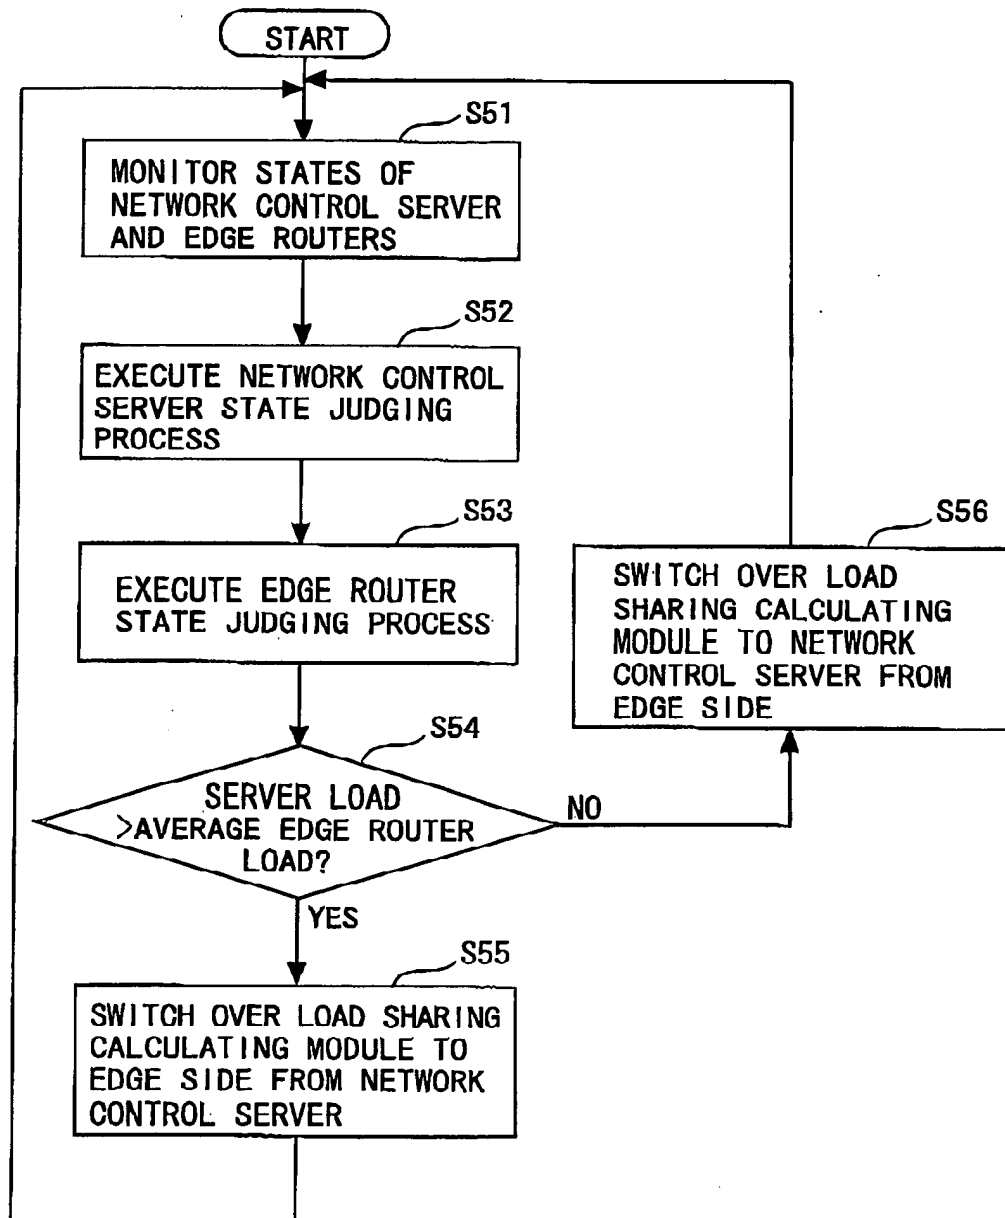 START
S51
MONITOR STATES OF
NETWORK CONTROL SERVER
AND EDGE ROUTERS
S52
EXECUTE NETWORK CONTROL
SERVER STATE JUDGING
PROCESS
S53
EXECUTE EDGE ROUTER
STATE JUDGING PROCESS
S56
SWITCH OVER LOAD
SHARING CALCULATING
MODULE TO NETWORK
CONTROL SERVER FROM
EDGE SIDE
S54
SERVER LOAD
>AVERAGE EDGE ROUTER
LOAD?
NO
YES
S55
SWITCH OVER LOAD SHARING
CALCULATING MODULE TO
EDGE SIDE FROM NETWORK
CONTROL SERVER